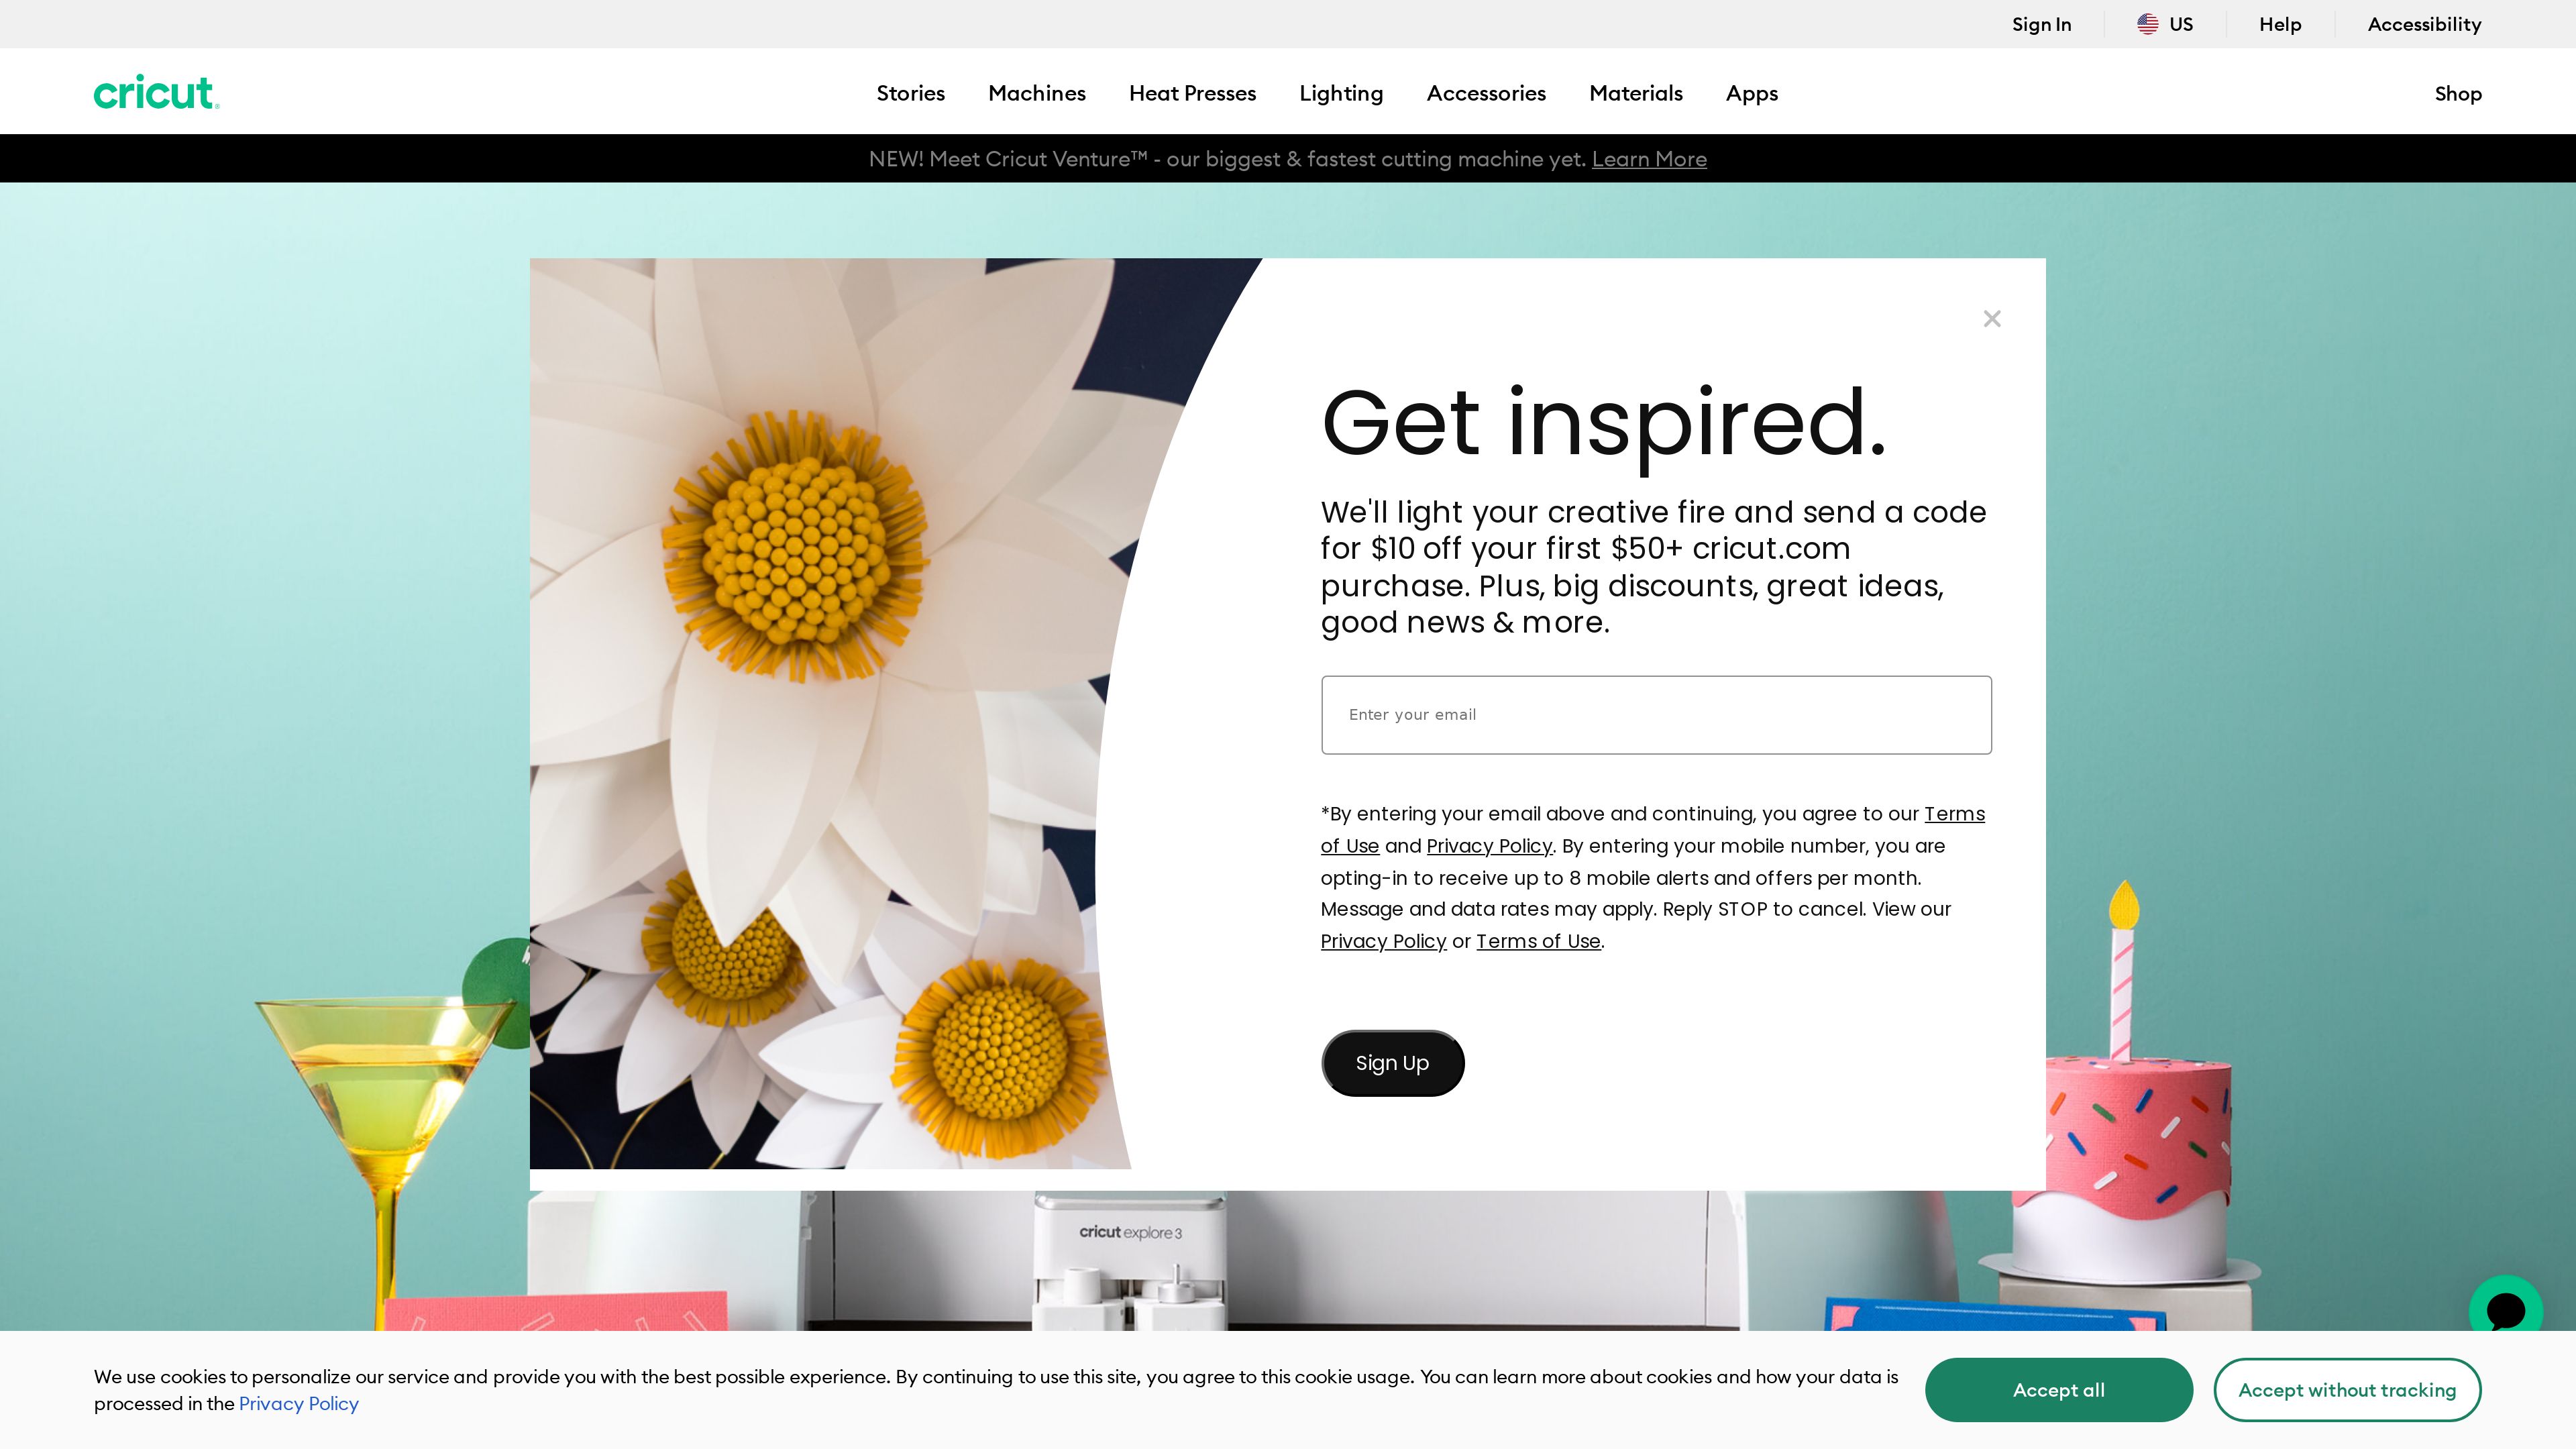 Sign In
US
Help
Accessibility
cricut
Stories
Machines
Heat Presses
Lighting
Accessories
Materials
Apps
Shop
NEW! Meet Cricut Venture™ - our biggest & fastest cutting machine yet. Learn More
Get inspired.
We'll light your creative fire and send a code
for $10 off your first $50+ cricut.com
purchase. Plus, big discounts, great ideas,
good news & more.
Enter your email
*By entering your email above and continuing, you agree to our Terms
of Use and Privacy Policy. By entering your mobile number, you are
opting-in to receive up to 8 mobile alerts and offers per month.
Message and data rates may apply. Reply STOP to cancel. View our
Privacy Policy or Terms of Use.
Sign Up
cricut explore 3
We use cookies to personalize our service and provide you with the best possible experience. By continuing to use this site, you agree to this cookie usage. You can learn more about cookies and how your data is
processed in the Privacy Policy
Accept all
Accept without tracking